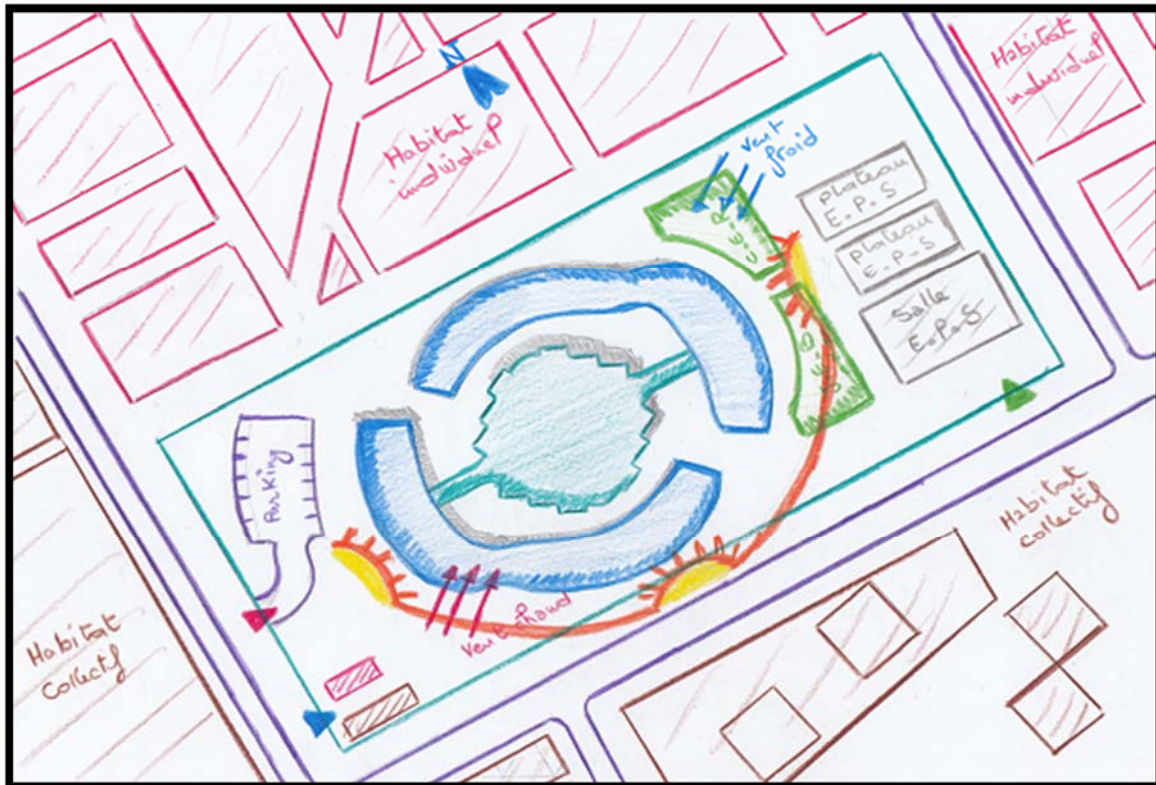 N
Habitat
individuel
Habitat
individuel
vent
froid
C.E.R
plateau
E.P.S
plateau
E.P.S
Salle
E.P.S
Parking
vent chaud
Habitat
Collectif
Habitat
Collectif